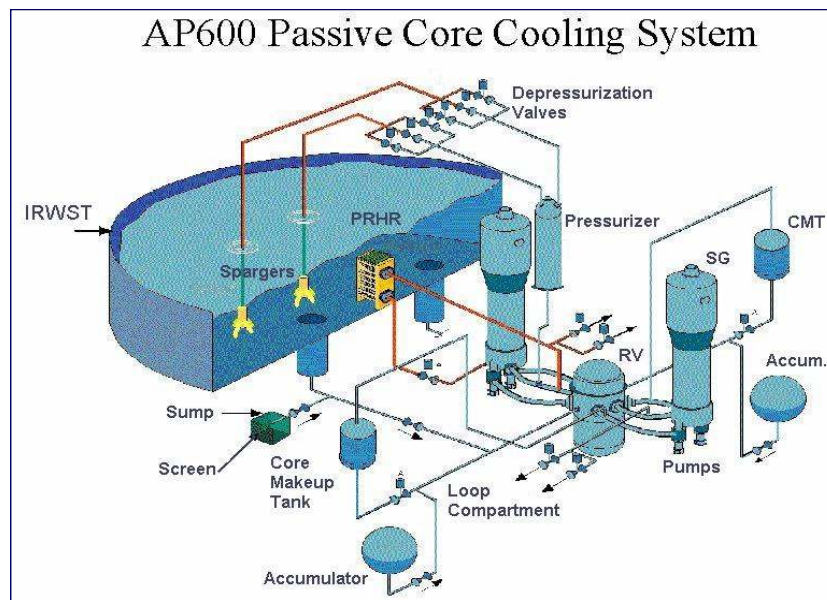 AP600 Passive Core Cooling System
Depressurization
Valves
IRWST
PRHR
Pressurizer
CMT
SG
Spargers
RV
Accum.
Sump
Screen
Core
Makeup
Tank
Loop
Compartment
Pumps
Accumulator